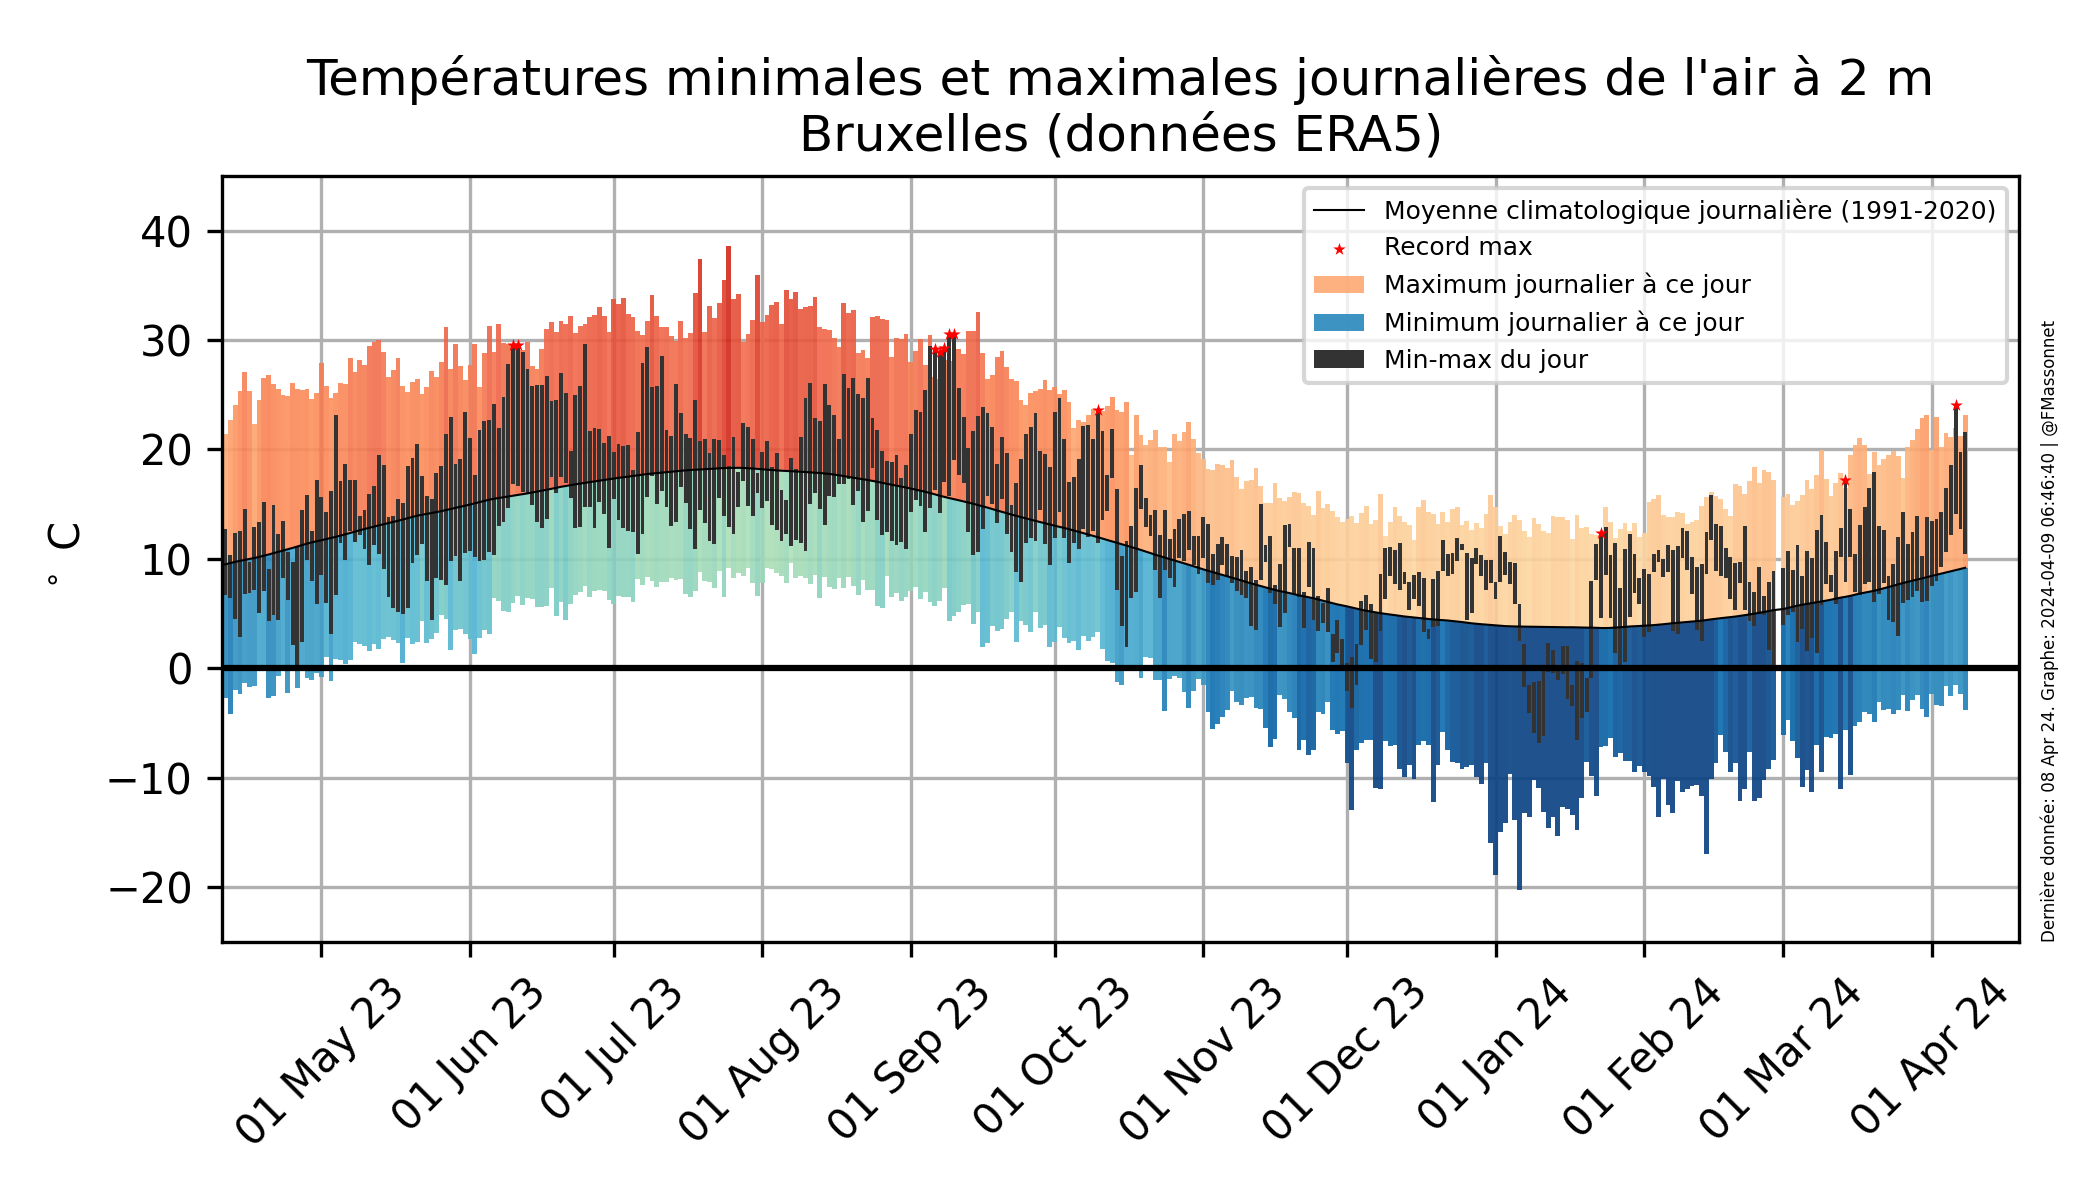 Températures minimales et maximales journalières de l'air à 2 m
Bruxelles (données ERA5)
Moyenne climatologique journalière (1991-2020)
Record max
Maximum journalier à ce jour
Minimum journalier à ce jour
Min-max du jour
° C
40
30
20
10
0
−10
−20
01 May 23
01 Jun 23
01 Jul 23
01 Aug 23
01 Sep 23
01 Oct 23
01 Nov 23
01 Dec 23
01 Jan 24
01 Feb 24
01 Mar 24
01 Apr 24
Dernière donnée: 08 Apr 24. Graphe: 2024-04-09 06:46:40 | @FMassonnet